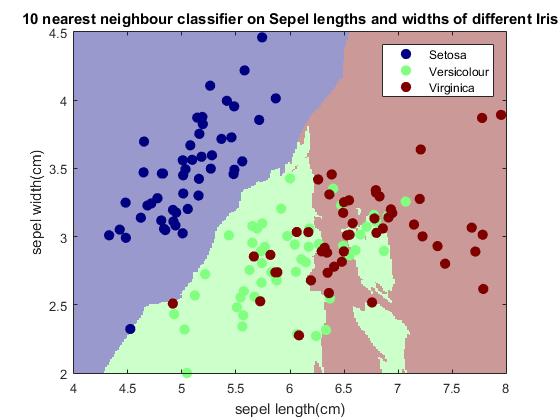 10 nearest neighbour classifier on Sepel lengths and widths of different Iris
4.5
4
3.5
3
2.5
2
sepel width(cm)
Setosa
Versicolour
Virginica
4
4.5
5
5.5
6
6.5
7
7.5
8
sepel length(cm)